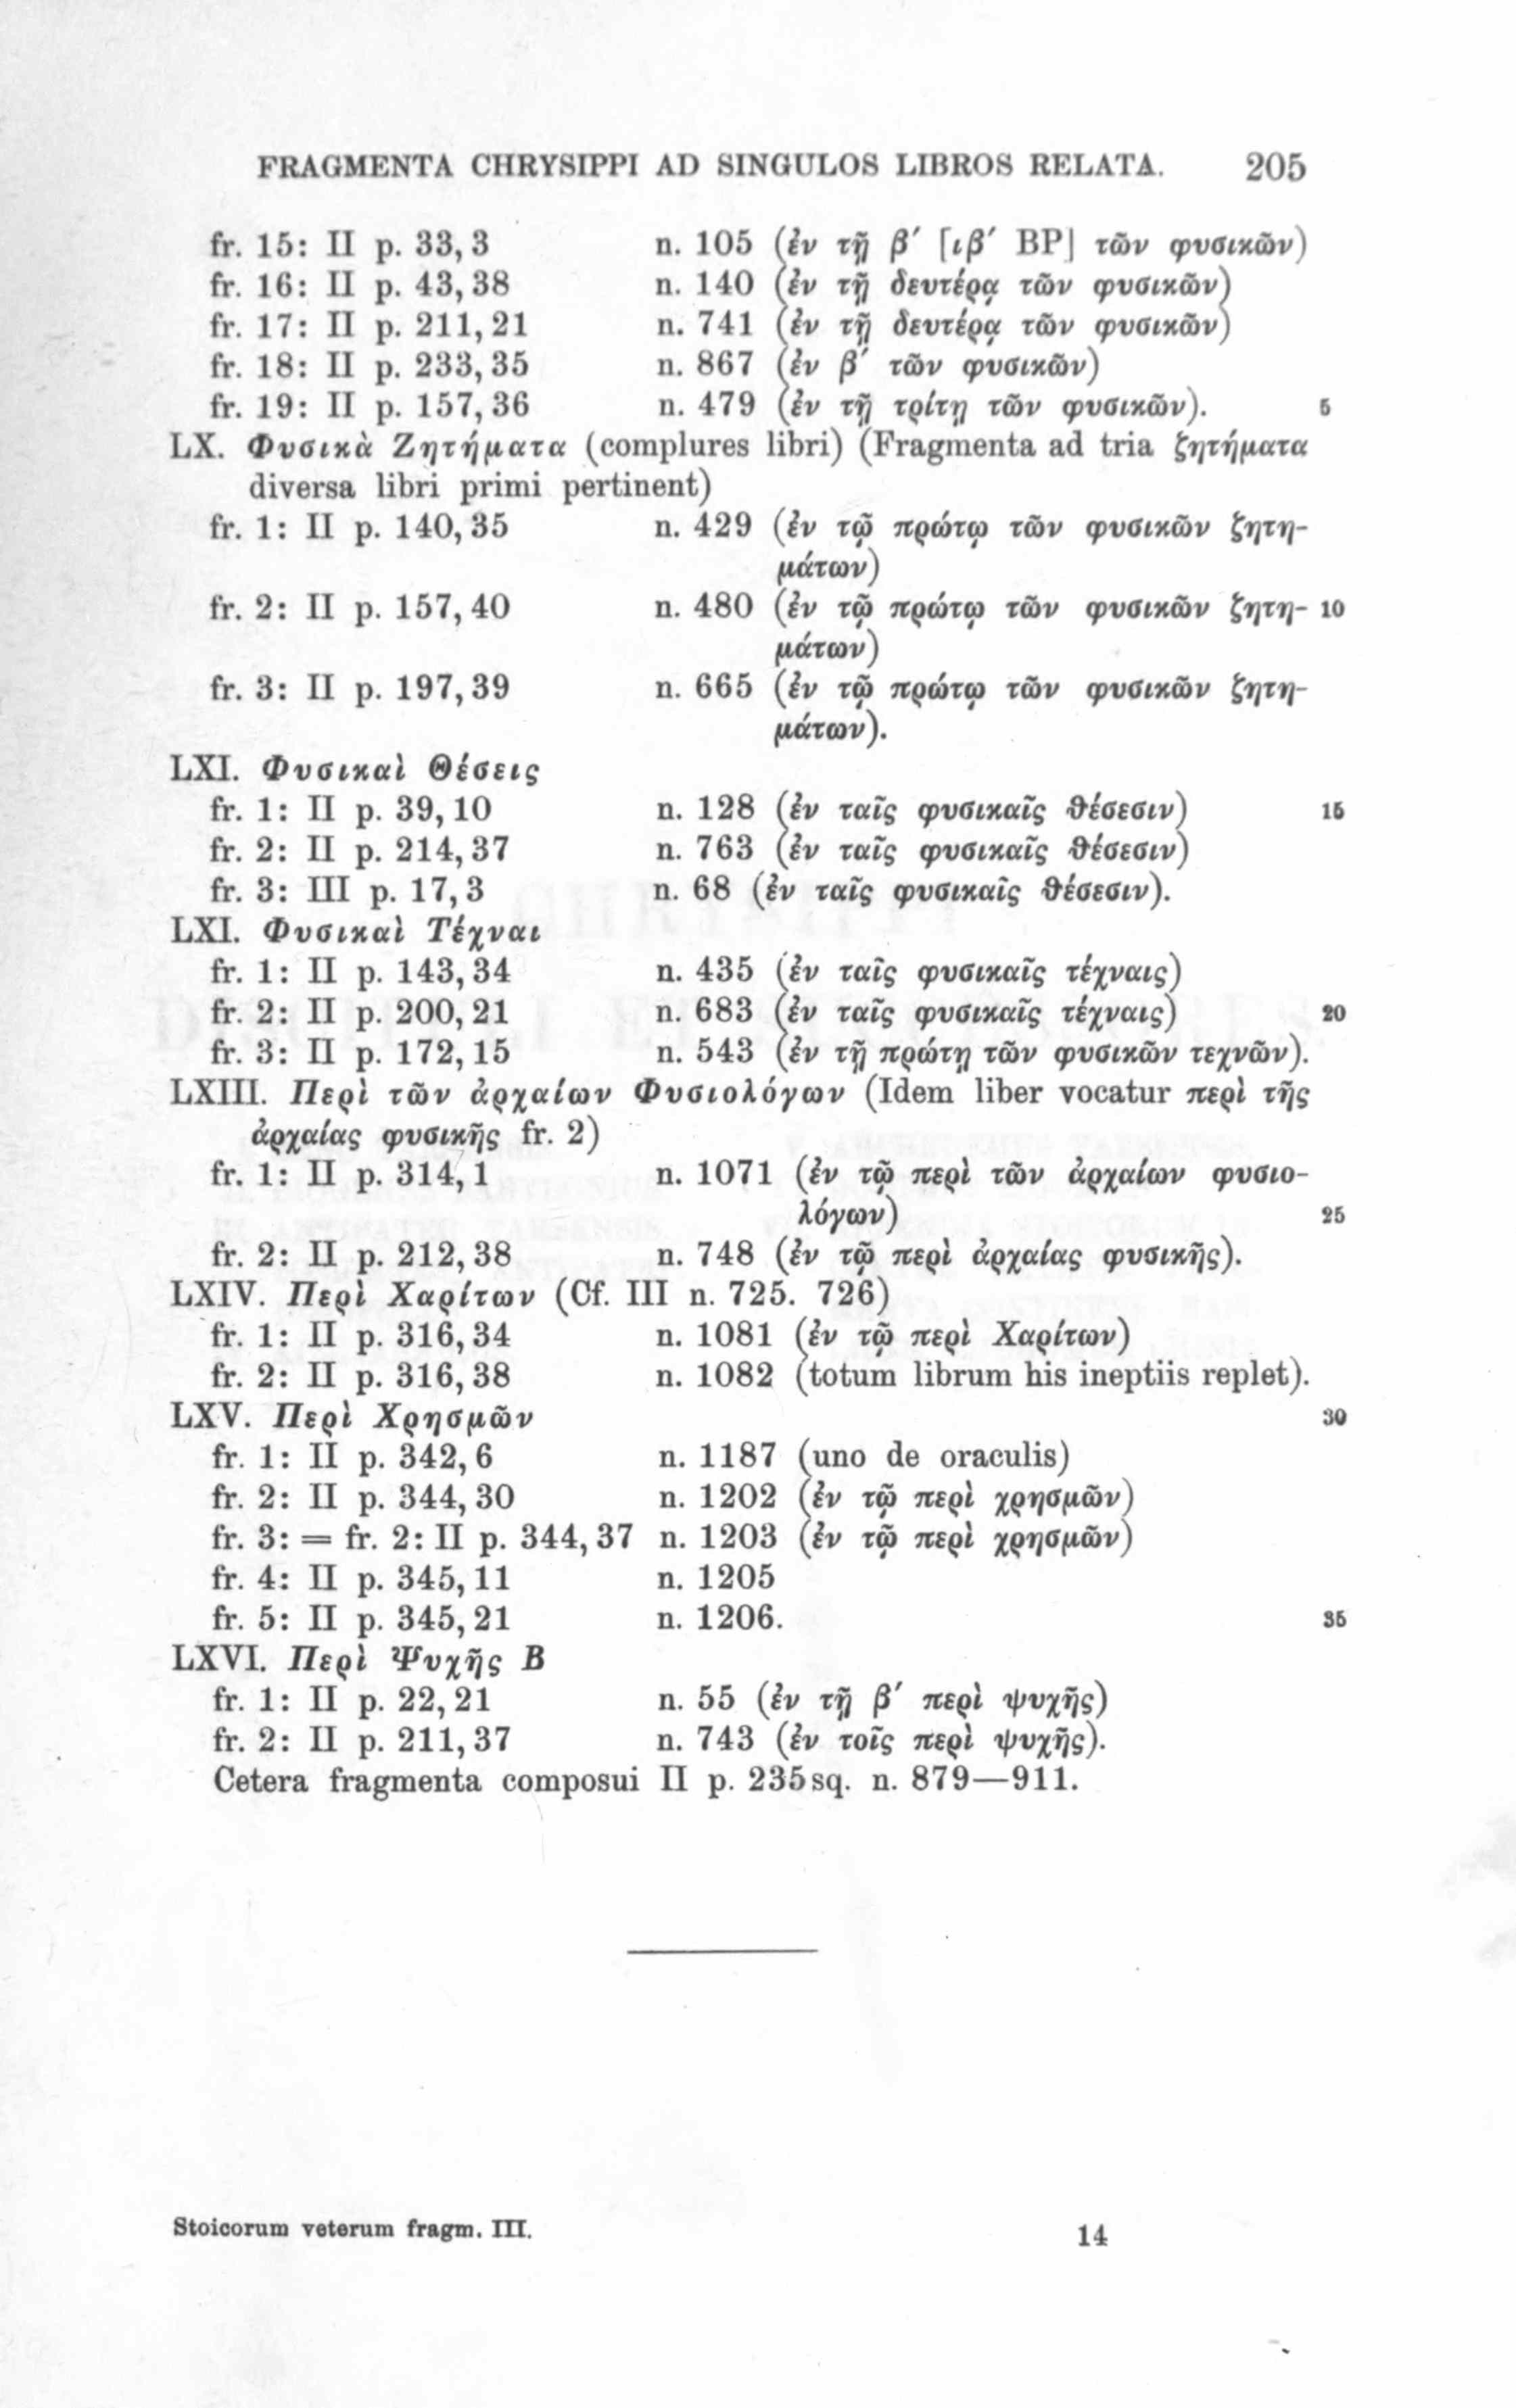 FRAGMENTA CHRYSIPPI AD SINGULOS LIBROS RELATA. 205
fr. 15: II p. 33, 3 n. 105 (ἐν τῇ β′ [ιβ′ BP] τῶν φυσικῶν)
fr. 16: II p. 43, 38 n. 140 (ἐν τῇ δευτέρᾳ τῶν φυσικῶν)
fr. 17: II p. 211, 21 n. 741 (ἐν τῇ δευτέρᾳ τῶν φυσικῶν)
fr. 18: II p. 233, 35 n. 867 (ἐν β′ τῶν φυσικῶν)
fr. 19: II p. 157, 36 n. 479 (ἐν τῇ τρίτῃ τῶν φυσικῶν). 5
LX. Φυσικὰ Ζητήματα (complures libri) (Fragmenta ad tria ζητήματα
diversa libri primi pertinent)
fr. 1: II p. 140, 35 n. 429 (ἐν τῷ πρώτῳ τῶν φυσικῶν ζητη-
μάτων)
fr. 2: II p. 157, 40 n. 480 (ἐν τῷ πρώτῳ τῶν φυσικῶν ζητη- 10
μάτων)
fr. 3: II p. 197, 39 n. 665 (ἐν τῷ πρώτῳ τῶν φυσικῶν ζητη-
μάτων).
LXI. Φυσικαὶ Θέσεις
fr. 1: II p. 39, 10 n. 128 (ἐν ταῖς φυσικαῖς θέσεσιν) 15
fr. 2: II p. 214, 37 n. 763 (ἐν ταῖς φυσικαῖς θέσεσιν)
fr. 3: III p. 17, 3 n. 68 (ἐν ταῖς φυσικαῖς θέσεσιν).
LXI. Φυσικαὶ Τέχναι
fr. 1: II p. 143, 34 n. 435 (ἐν ταῖς φυσικαῖς τέχναις)
fr. 2: II p. 200, 21 n. 683 (ἐν ταῖς φυσικαῖς τέχναις) 20
fr. 3: II p. 172, 15 n. 543 (ἐν τῇ πρώτῃ τῶν φυσικῶν τεχνῶν).
LXIII. Περὶ τῶν ἀρχαίων Φυσιολόγων (Idem liber vocatur περὶ τῆς
ἀρχαίας φυσικῆς fr. 2)
fr. 1: II p. 314, 1 n. 1071 (ἐν τῷ περὶ τῶν ἀρχαίων φυσιο-
λόγων) 25
fr. 2: II p. 212, 38 n. 748 (ἐν τῷ περὶ ἀρχαίας φυσικῆς).
LXIV. Περὶ Χαρίτων (Cf. III n. 725. 726)
fr. 1: II p. 316, 34 n. 1081 (ἐν τῷ περὶ Χαρίτων)
fr. 2: II p. 316, 38 n. 1082 (totum librum his ineptiis replet).
LXV. Περὶ Χρησμῶν 30
fr. 1: II p. 342, 6 n. 1187 (uno de oraculis)
fr. 2: II p. 344, 30 n. 1202 (ἐν τῷ περὶ χρησμῶν)
fr. 3: = fr. 2: II p. 344, 37 n. 1203 (ἐν τῷ περὶ χρησμῶν)
fr. 4: II p. 345, 11 n. 1205
fr. 5: II p. 345, 21 n. 1206. 35
LXVI. Περὶ Ψυχῆς Β
fr. 1: II p. 22, 21 n. 55 (ἐν τῇ β′ περὶ ψυχῆς)
fr. 2: II p. 211, 37 n. 743 (ἐν τοῖς περὶ ψυχῆς).
Cetera fragmenta composui II p. 235 sq. n. 879—911.
Stoicorum veterum fragm. III. 14